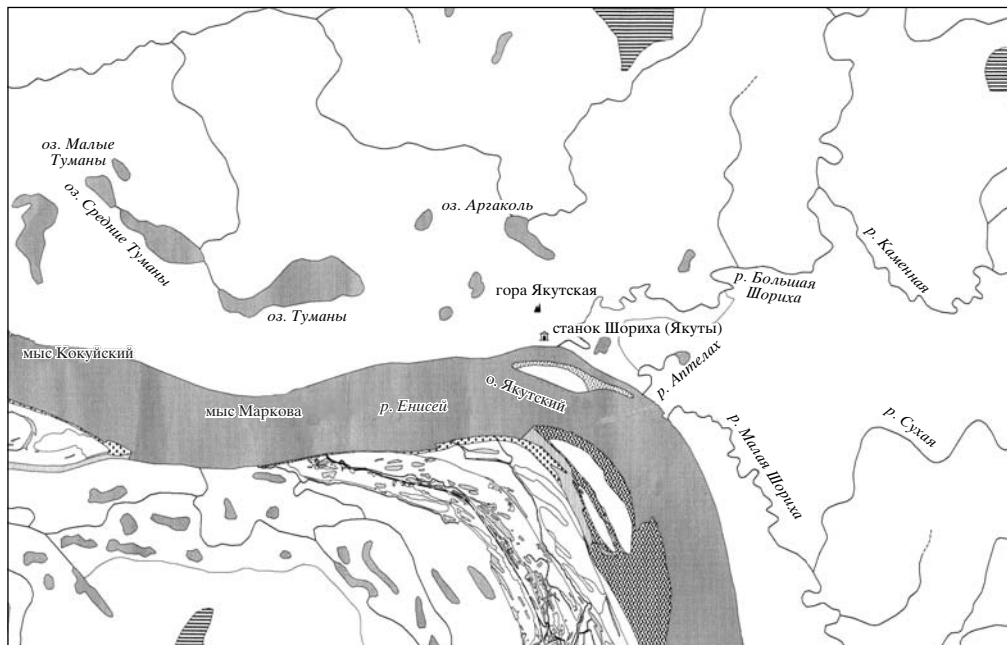 оз. Малые
Туманы
оз. Средние Туманы
оз. Аргаколь
р. Каменная
р. Большая
Шориха
гора Якутская
оз. Туманы
станок Шориха (Якуты)
мыс Кокуйский
р. Аптелах
о. Якутский
мыс Маркова
р. Енисей
р. Малая Шориха
р. Сухая